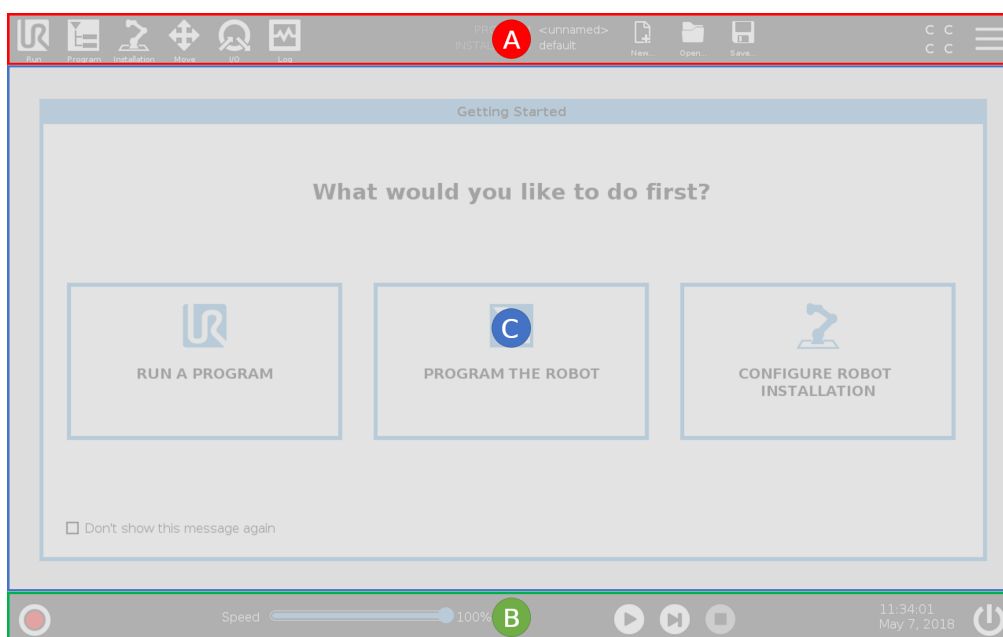 Run Program Installation Move I/O Log
<unnamed>
default
New... Open... Save...
C C
C C
A
Getting Started
What would you like to do first?
C
RUN A PROGRAM
PROGRAM THE ROBOT
CONFIGURE ROBOT
INSTALLATION
Don't show this message again
Speed 100%
B
11:34:01
May 7, 2018